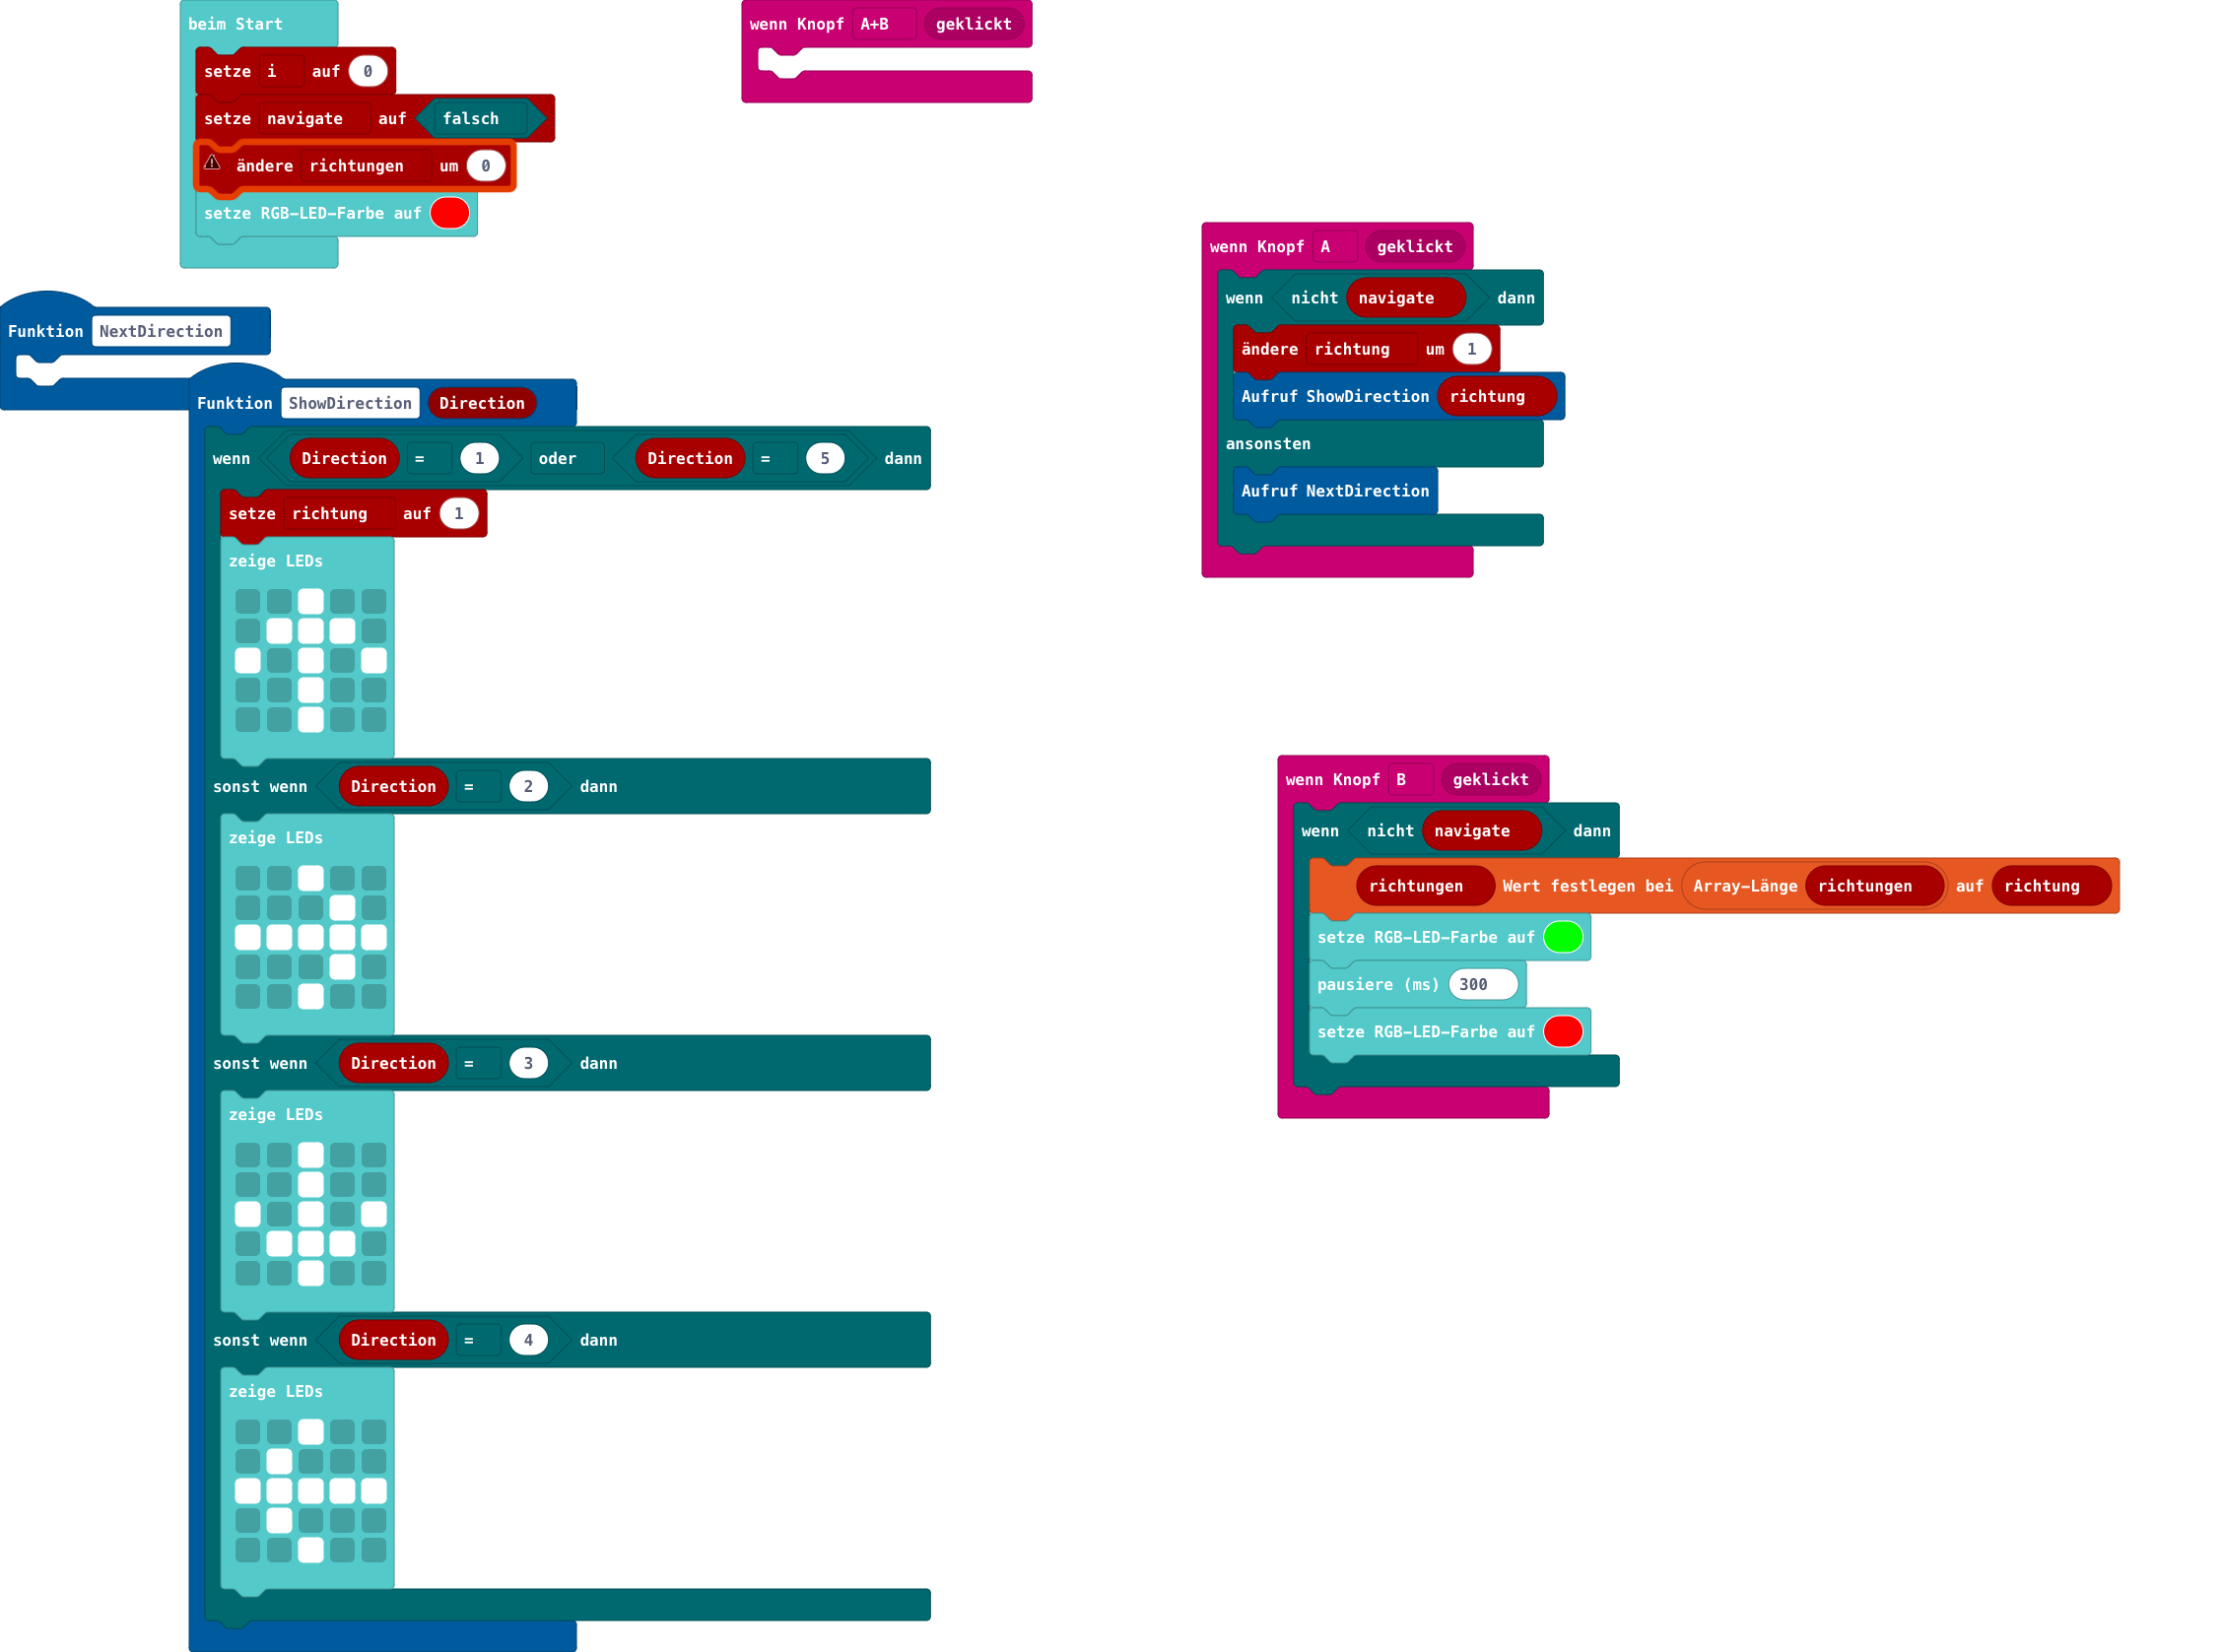 beim Start
setze i auf 0
setze navigate auf falsch
ändere richtungen um 0
setze RGB-LED-Farbe auf
wenn Knopf A+B geklickt
Funktion NextDirection
Funktion ShowDirection Direction
wenn Direction = 1 oder Direction = 5 dann
setze richtung auf 1
zeige LEDs
sonst wenn Direction = 2 dann
zeige LEDs
sonst wenn Direction = 3 dann
zeige LEDs
sonst wenn Direction = 4 dann
zeige LEDs
wenn Knopf A geklickt
wenn nicht navigate dann
ändere richtung um 1
Aufruf ShowDirection richtung
ansonsten
Aufruf NextDirection
wenn Knopf B geklickt
wenn nicht navigate dann
richtungen Wert festlegen bei Array-Länge richtungen auf richtung
setze RGB-LED-Farbe auf
pausiere (ms) 300
setze RGB-LED-Farbe auf